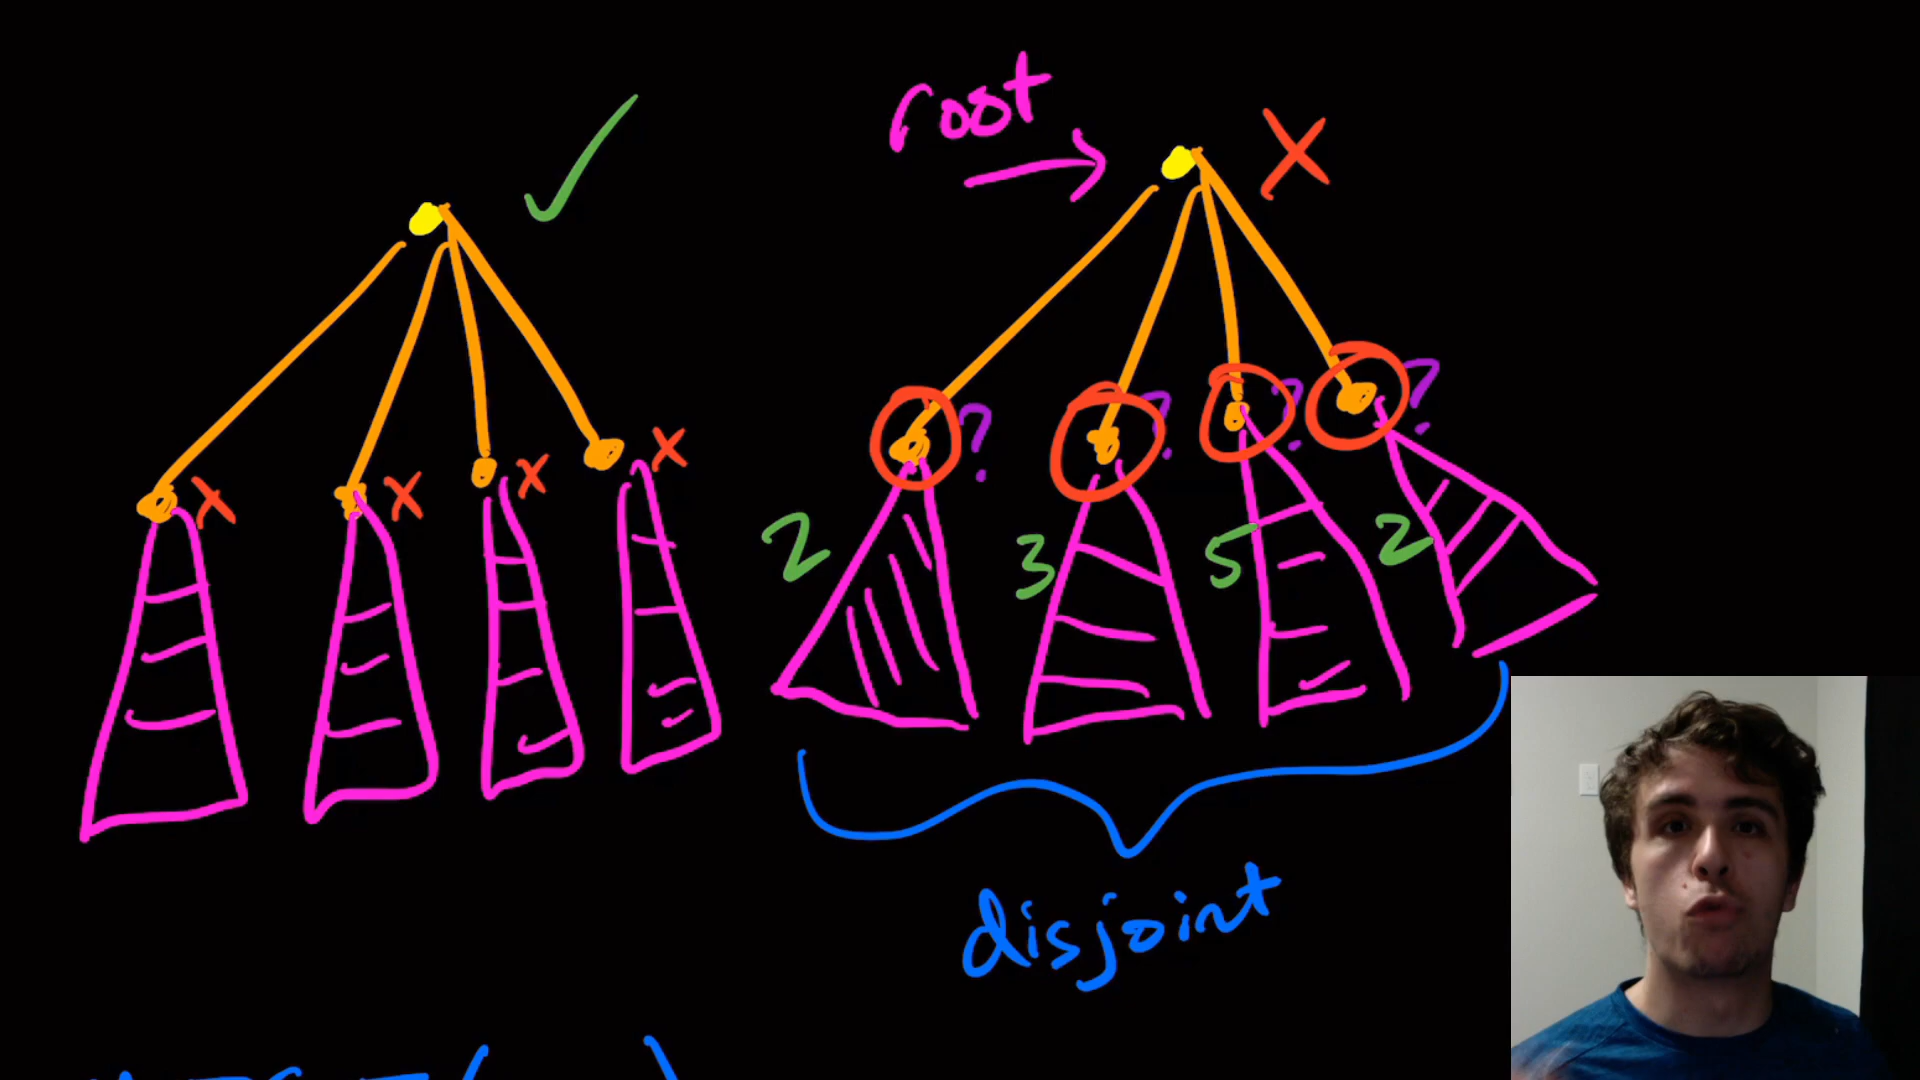 root
X
X X X X
? ? ? ?
2 3 5 2
disjoint